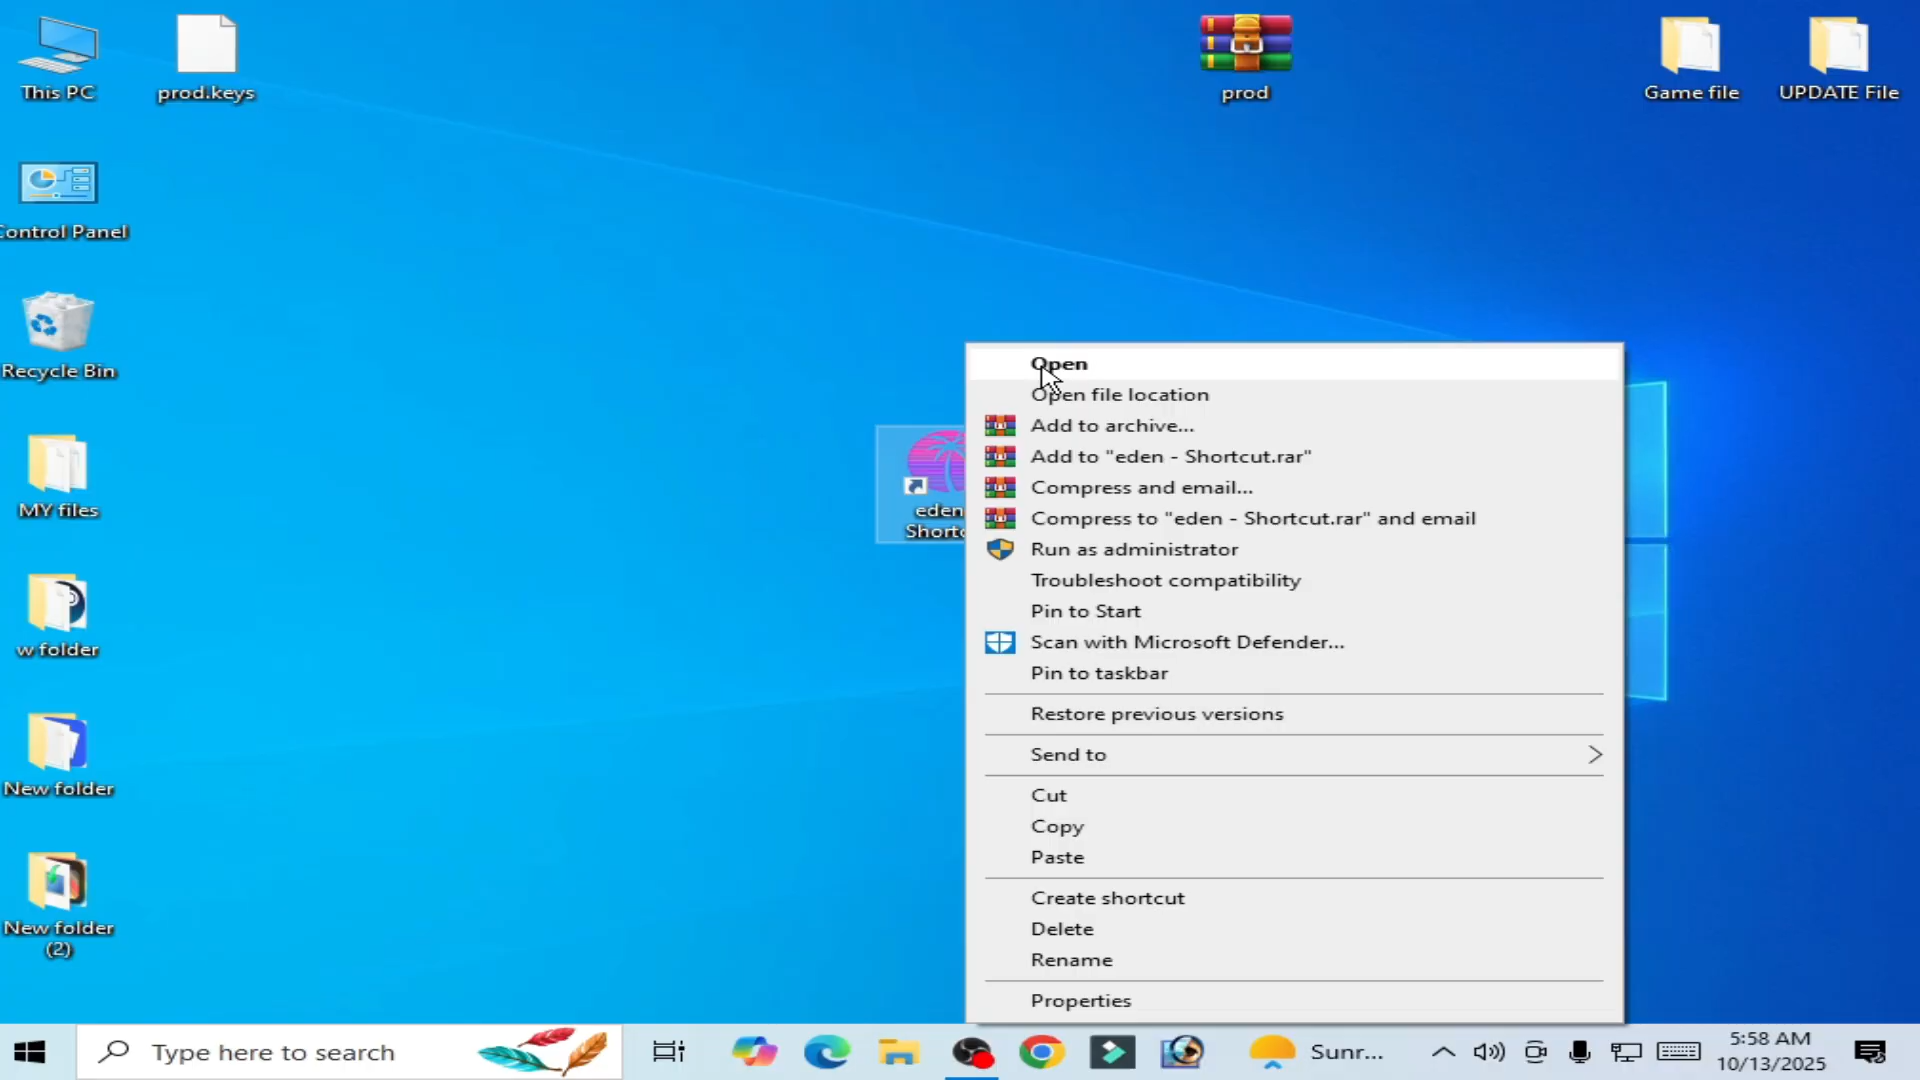 This PC
prod.keys
prod
Game file
UPDATE File
Control Panel
Recycle Bin
MY files
w folder
New folder
New folder
(2)
eden
Shortc
Open
Open file location
Add to archive...
Add to "eden - Shortcut.rar"
Compress and email...
Compress to "eden - Shortcut.rar" and email
Run as administrator
Troubleshoot compatibility
Pin to Start
Scan with Microsoft Defender...
Pin to taskbar
Restore previous versions
Send to
Cut
Copy
Paste
Create shortcut
Delete
Rename
Properties
Type here to search
Sunr...
5:58 AM
10/13/2025